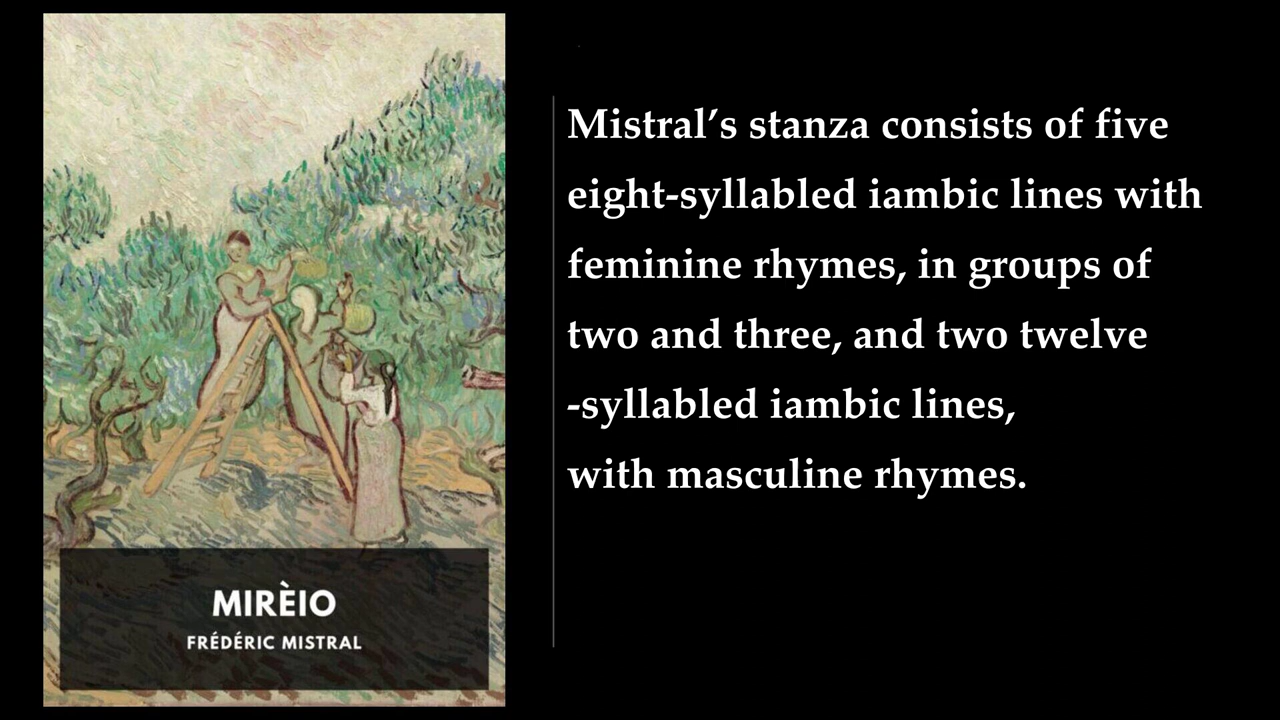 Mistral’s stanza consists of five
eight-syllabled iambic lines with
feminine rhymes, in groups of
two and three, and two twelve
-syllabled iambic lines,
with masculine rhymes.
MIRÈIO
FRÉDÉRIC MISTRAL